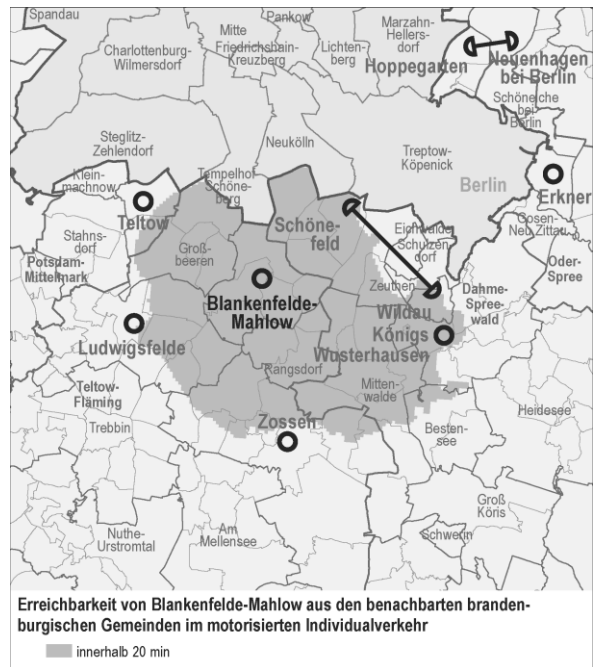 Spandau
Pankow
Mitte
Marzahn-
Hellers-
dorf
Charlottenburg-
Wilmersdorf
Friedrichshain-
Kreuzberg
Lichten-
berg
Hoppegarten
Neuenhagen
bei Berlin
Schöneiche
bei
Berlin
Steglitz-
Zehlendorf
Neukölln
Treptow-
Köpenick
Klein-
machnow
Tempelhof
Schöne-
berg
Berlin
Erkner
Teltow
Schöne-
feld
Eichwalde
Schulzen
dorf
Gosen-
Neu Zittau
Stahns-
dorf
Groß
beeren
Potsdam-
Mittelmark
Oder-
Spree
Zeuthen
Dahme-
Spree-
wald
Blankenfelde-
Mahlow
Wildau
Königs
Wusterhausen
Ludwigsfelde
Rangsdorf
Mitten-
walde
Teltow-
Fläming
Trebbin
Zossen
Besten-
see
Heidesee
Groß
Köris
Nuthe-
Urstromtal
Am
Mellensee
Schwerin
Erreichbarkeit von Blankenfelde-Mahlow aus den benachbarten branden-
burgischen Gemeinden im motorisierten Individualverkehr
innerhalb 20 min